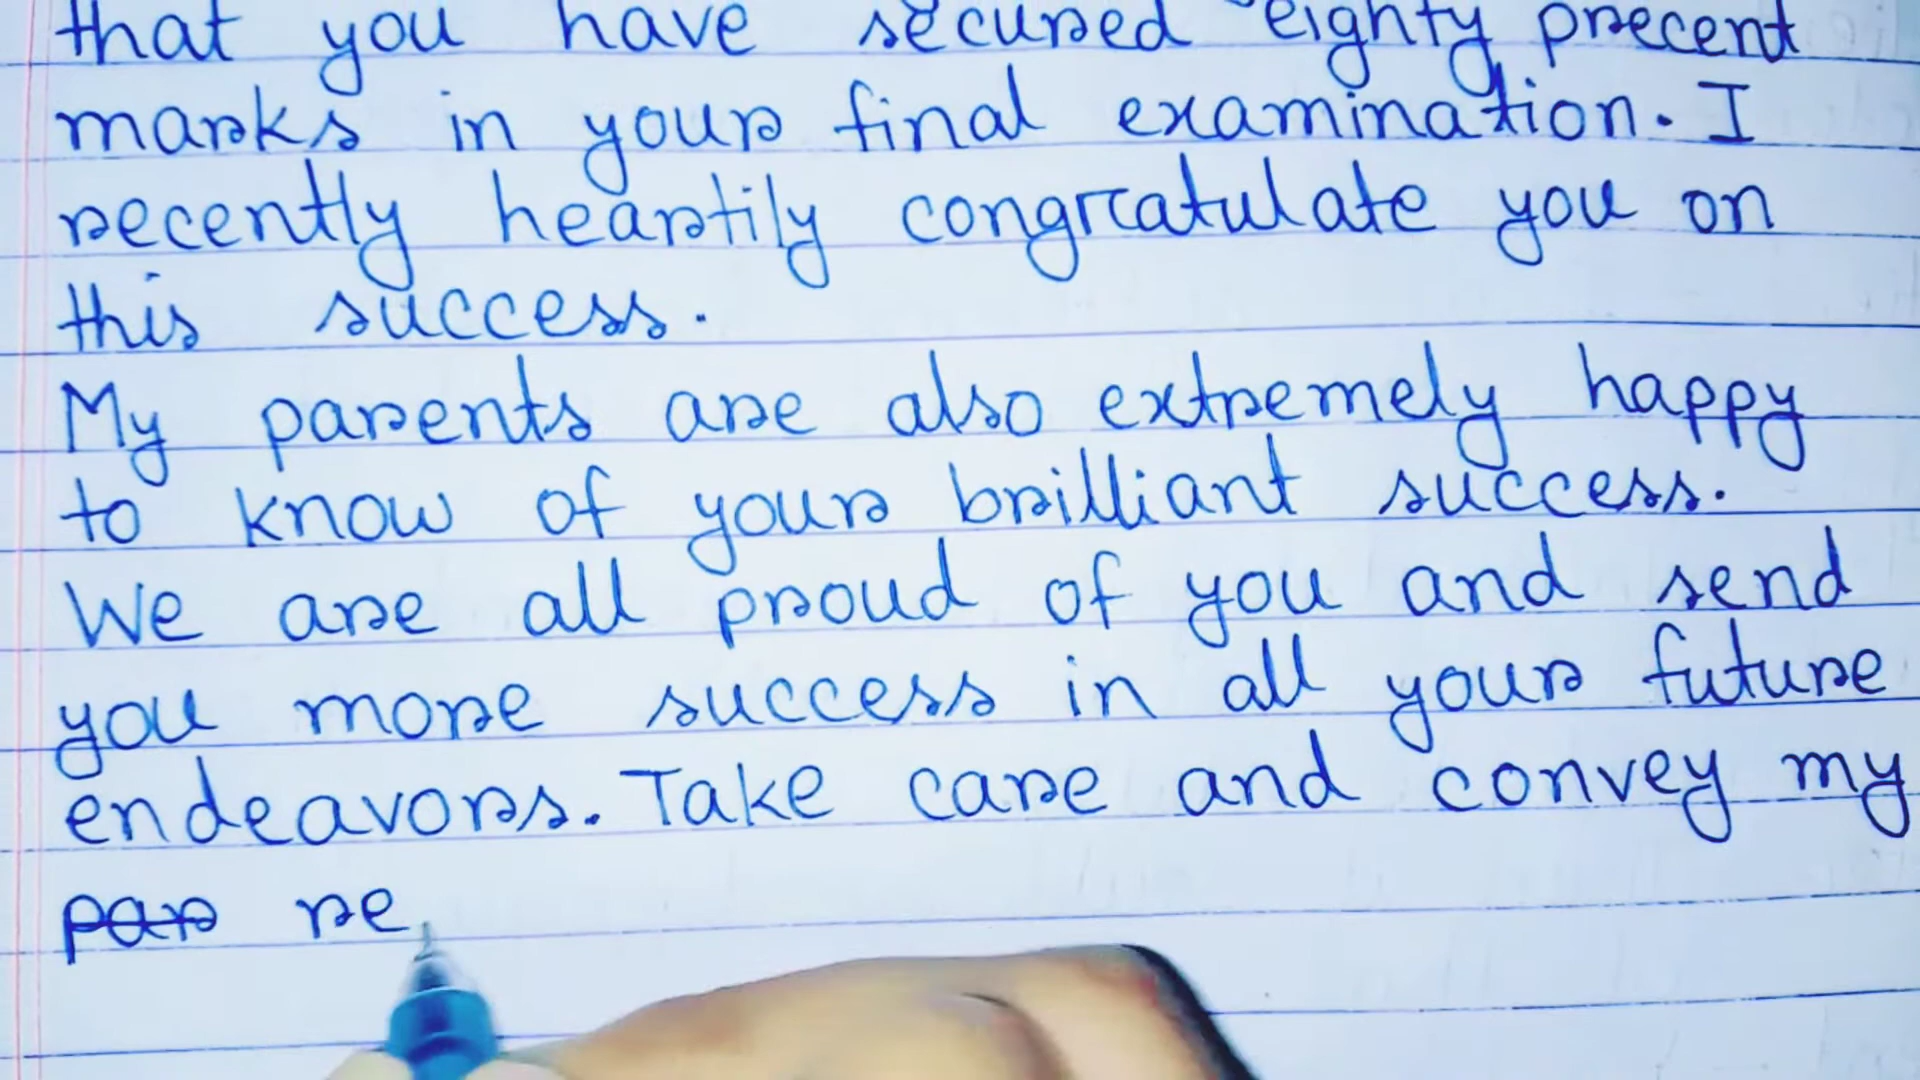 that you have secured eighty precent
marks in your final examination. I
recently heartily congratulate you on
this success.
My parents are also extremely happy
to know of your brilliant success.
We are all proud of you and send
you more success in all your future
endeavors. Take care and convey my
par re